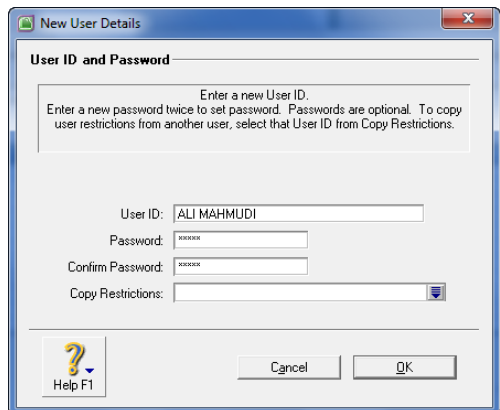 New User Details
User ID and Password
Enter a new User ID.
Enter a new password twice to set password. Passwords are optional. To copy
user restrictions from another user, select that User ID from Copy Restrictions.
User ID: ALI MAHMUDI
Password: *****
Confirm Password: *****
Copy Restrictions:
Help F1
Cancel
OK